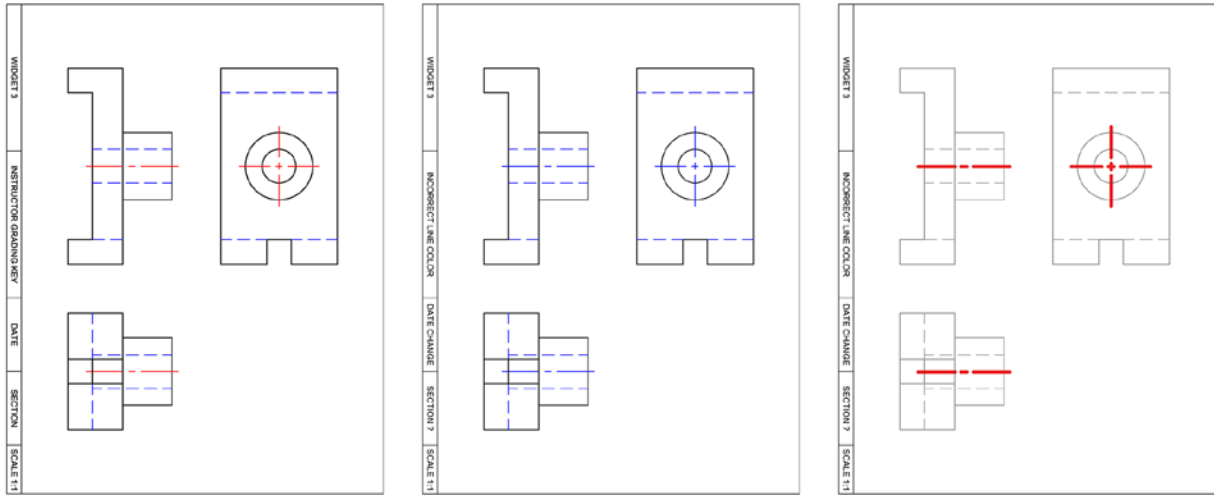 WIDGET 3
INSTRUCTOR GRADING KEY
DATE
SECTION
SCALE 1:1
WIDGET 3
INCORRECT LINE COLOR
DATE CHANGE
SECTION ?
SCALE 1:1
WIDGET 3
INCORRECT LINE COLOR
DATE CHANGE
SECTION ?
SCALE 1:1